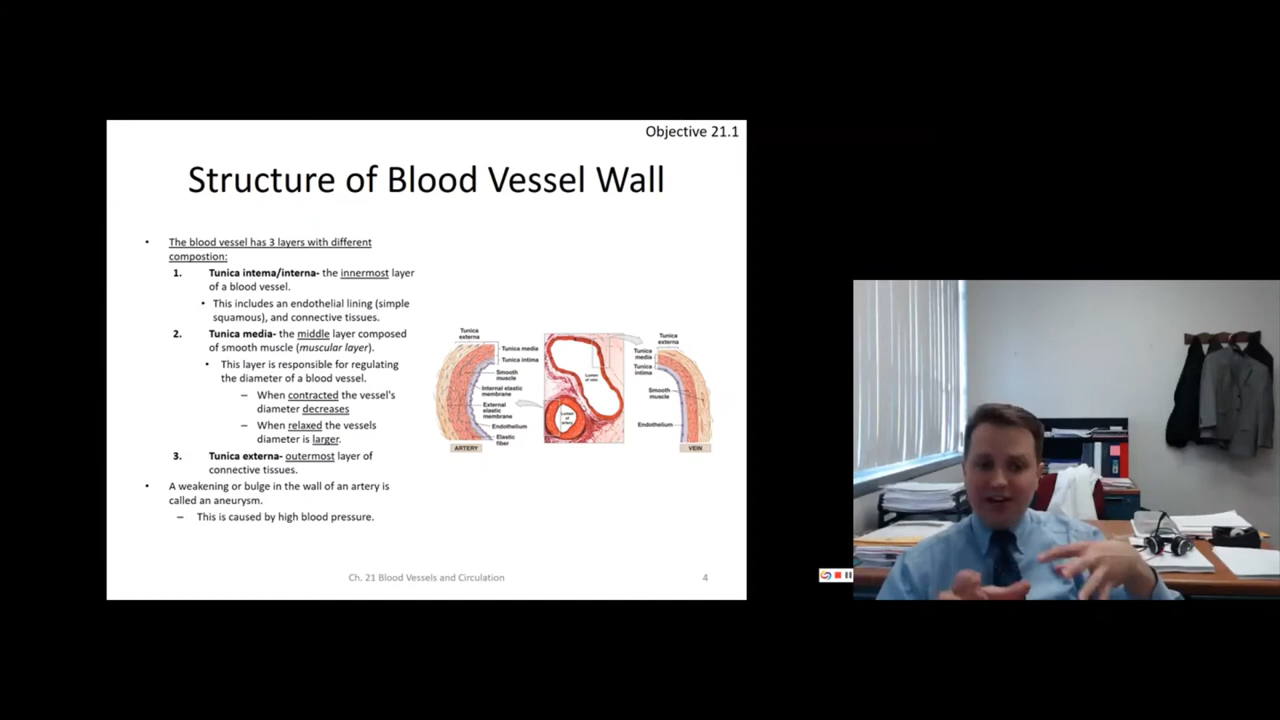 Objective 21.1
Structure of Blood Vessel Wall
• The blood vessel has 3 layers with different
compostion:
1. Tunica intema/interna- the innermost layer
of a blood vessel.
• This includes an endothelial lining (simple
squamous), and connective tissues.
2. Tunica media- the middle layer composed
of smooth muscle (muscular layer).
• This layer is responsible for regulating
the diameter of a blood vessel.
– When contracted the vessel's
diameter decreases
– When relaxed the vessels
diameter is larger.
3. Tunica externa- outermost layer of
connective tissues.
• A weakening or bulge in the wall of an artery is
called an aneurysm.
– This is caused by high blood pressure.
Tunica
externa
Tunica media
Tunica intima
Smooth
muscle
Internal elastic
membrane
External
elastic
membrane
Endothelium
Elastic
fiber
ARTERY
Lumen
of vein
Lumen
of
artery
Tunica
externa
Tunica
media
Tunica
intima
Smooth
muscle
Endothelium
VEIN
Ch. 21 Blood Vessels and Circulation
4